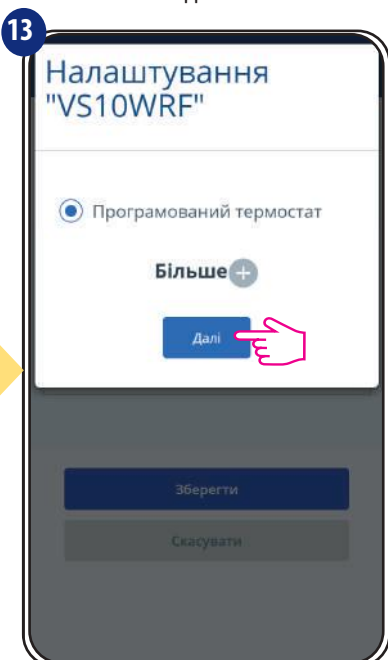 13
Налаштування
"VS10WRF"
Програмований термостат
Більше +
Далі
Зберегти
Скасувати